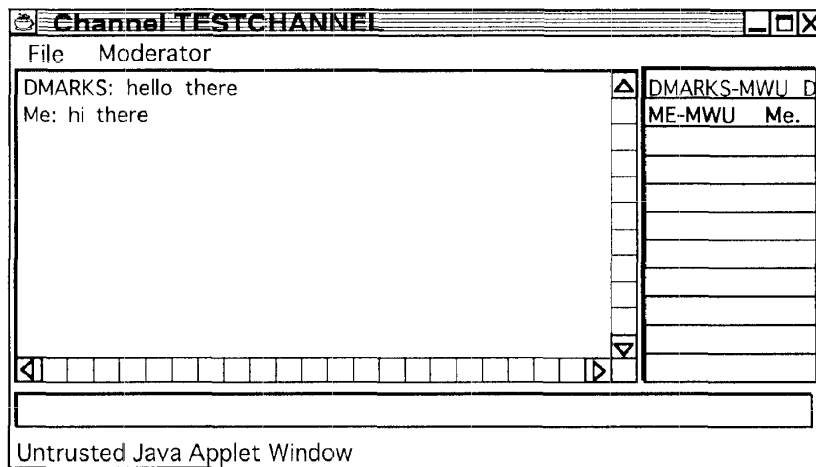 Channel TESTCHANNEL
File Moderator
DMARKS: hello there
Me: hi there
DMARKS-MWU D
ME-MWU Me.
Untrusted Java Applet Window